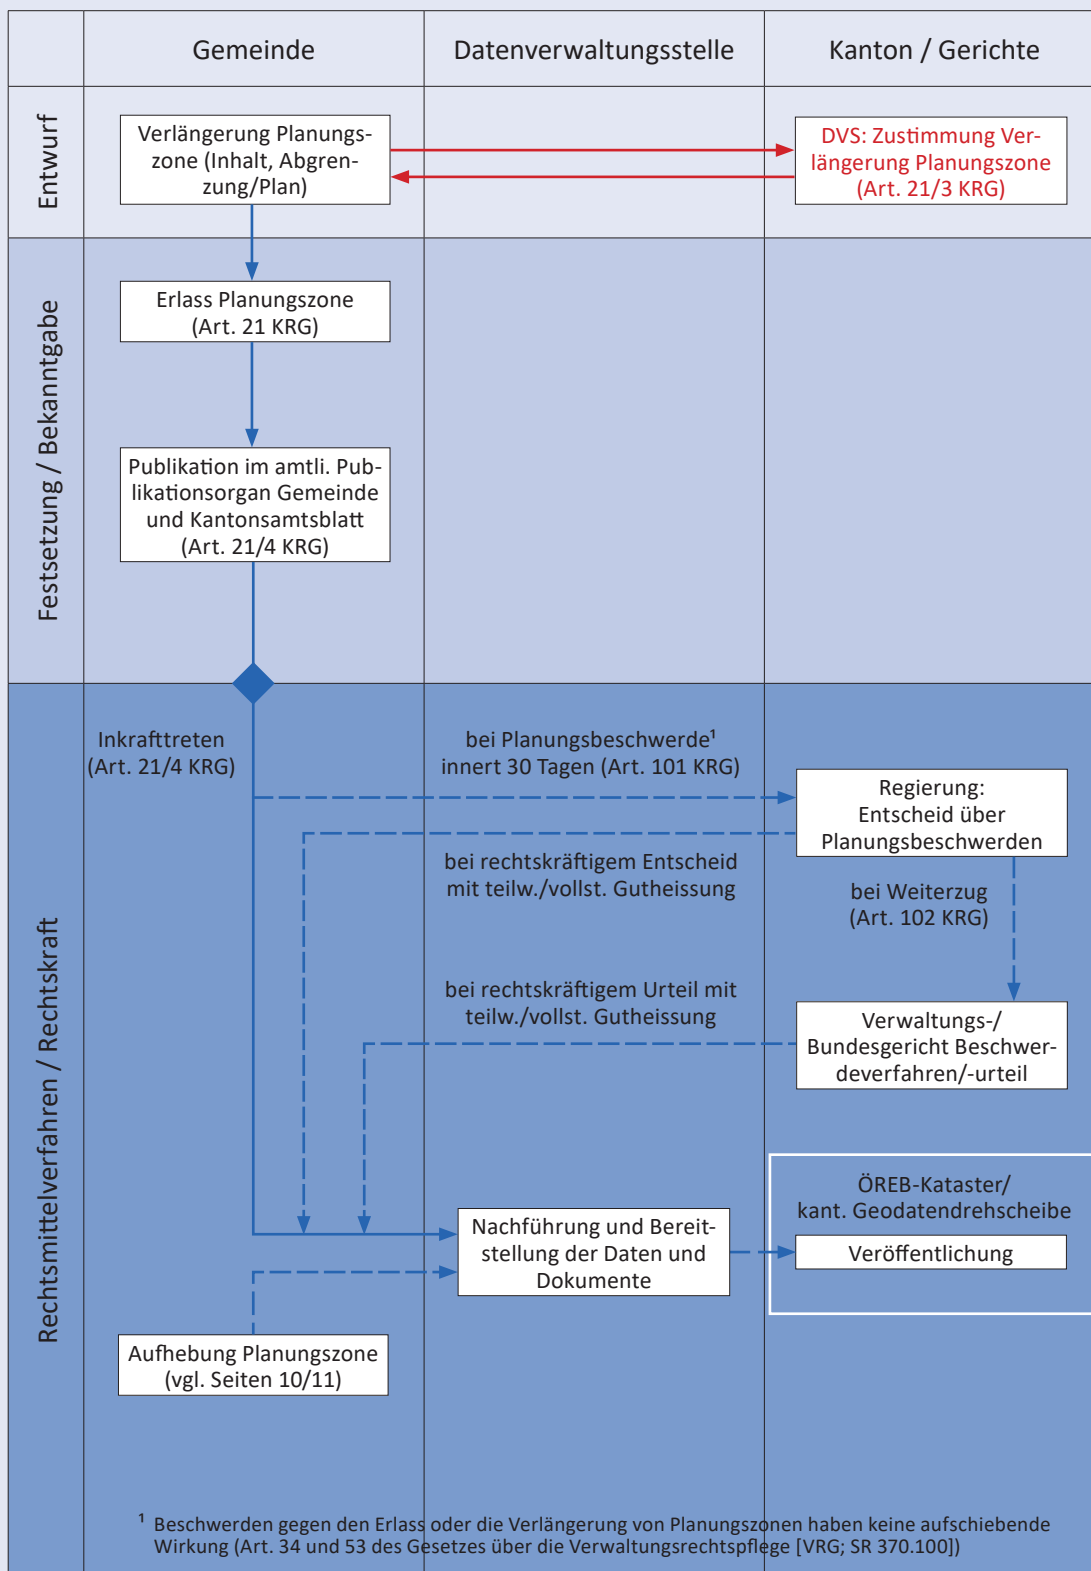 Gemeinde
Datenverwaltungsstelle
Kanton / Gerichte
Entwurf
Verlängerung Planungs-
zone (Inhalt, Abgren-
zung/Plan)
DVS: Zustimmung Ver-
längerung Planungszone
(Art. 21/3 KRG)
Festsetzung / Bekanntgabe
Erlass Planungszone
(Art. 21 KRG)
Publikation im amtli. Pub-
likationsorgan Gemeinde
und Kantonsamtsblatt
(Art. 21/4 KRG)
Rechtsmittelverfahren / Rechtskraft
Inkrafttreten
(Art. 21/4 KRG)
bei Planungsbeschwerde¹
innert 30 Tagen (Art. 101 KRG)
Regierung:
Entscheid über
Planungsbeschwerden
bei rechtskräftigem Entscheid
mit teilw./vollst. Gutheissung
bei Weiterzug
(Art. 102 KRG)
bei rechtskräftigem Urteil mit
teilw./vollst. Gutheissung
Verwaltungs-/
Bundesgericht Beschwer-
deverfahren/-urteil
Nachführung und Bereit-
stellung der Daten und
Dokumente
ÖREB-Kataster/
kant. Geodatendrehscheibe
Veröffentlichung
Aufhebung Planungszone
(vgl. Seiten 10/11)
¹ Beschwerden gegen den Erlass oder die Verlängerung von Planungszonen haben keine aufschiebende
Wirkung (Art. 34 und 53 des Gesetzes über die Verwaltungsrechtspflege [VRG; SR 370.100])